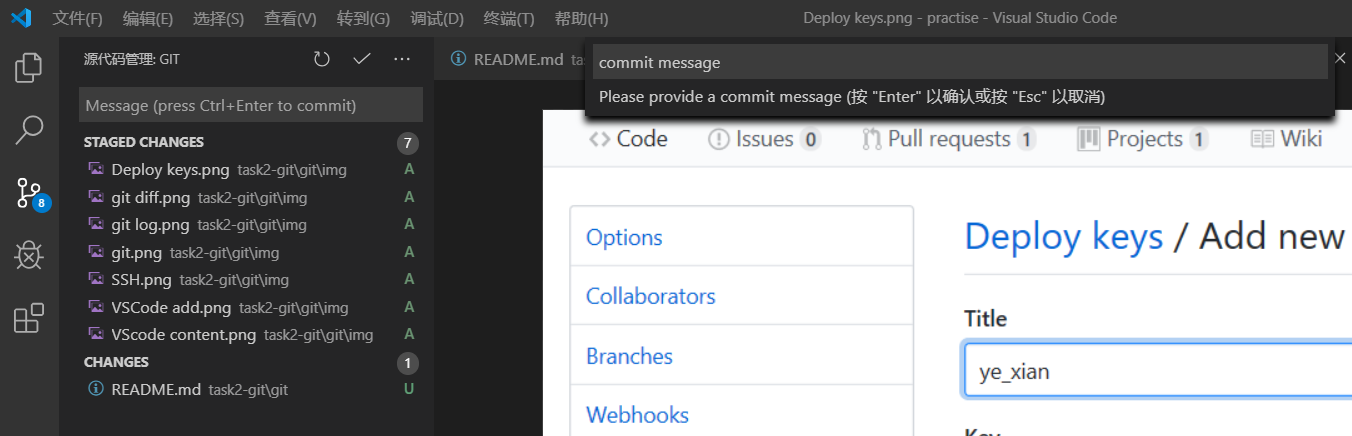 文件(F) 编辑(E) 选择(S) 查看(V) 转到(G) 调试(D) 终端(T) 帮助(H) Deploy keys.png - practise - Visual Studio Code
源代码管理: GIT
README.md
commit message
Please provide a commit message (按 "Enter" 以确认或按 "Esc" 以取消)
Message (press Ctrl+Enter to commit)
STAGED CHANGES 7
Deploy keys.png task2-git\git\img A
git diff.png task2-git\git\img A
git log.png task2-git\git\img A
git.png task2-git\git\img A
SSH.png task2-git\git\img A
VSCode add.png task2-git\git\img A
VScode content.png task2-git\git\img A
CHANGES 1
README.md task2-git\git U
8
Code Issues 0 Pull requests 1 Projects 1 Wiki
Options
Collaborators
Branches
Webhooks
Deploy keys / Add new
Title
ye_xian